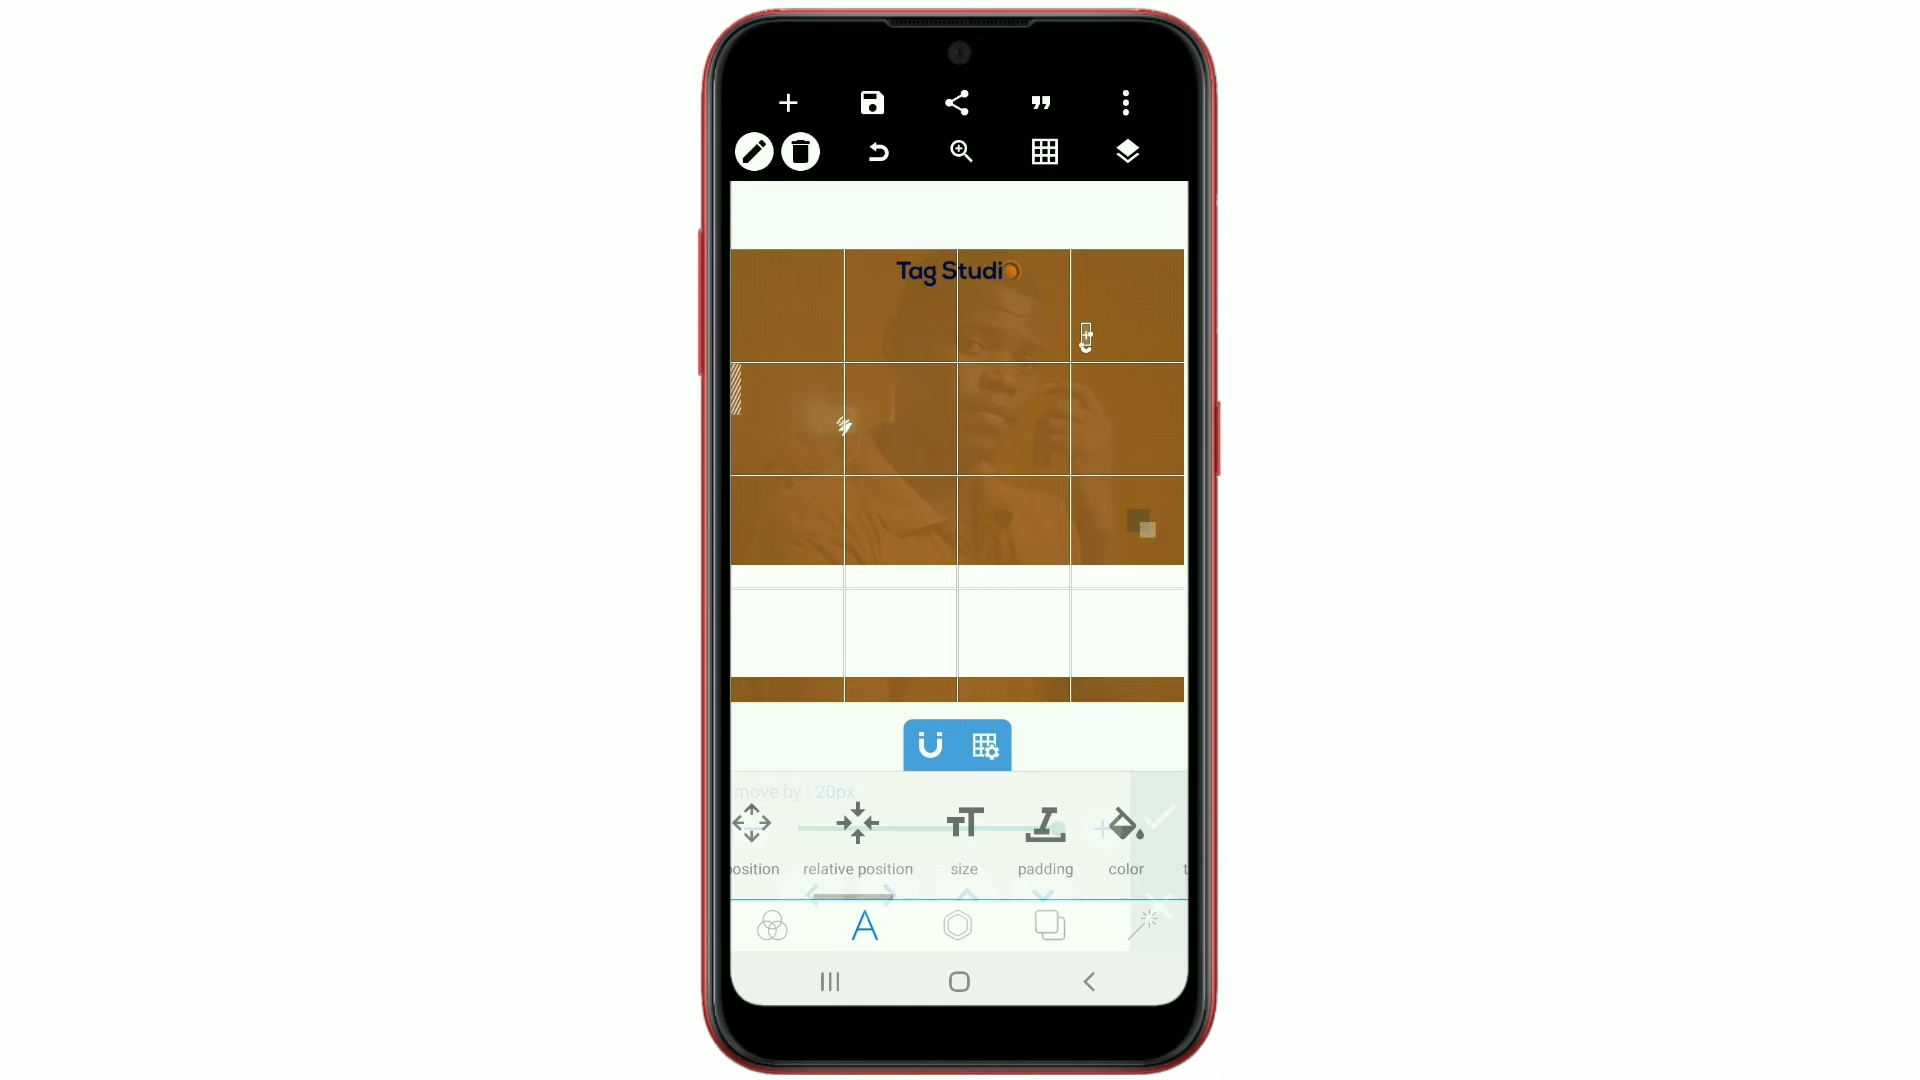 Tag Studio
move by : 20px
osition
relative position
size
padding
color
t